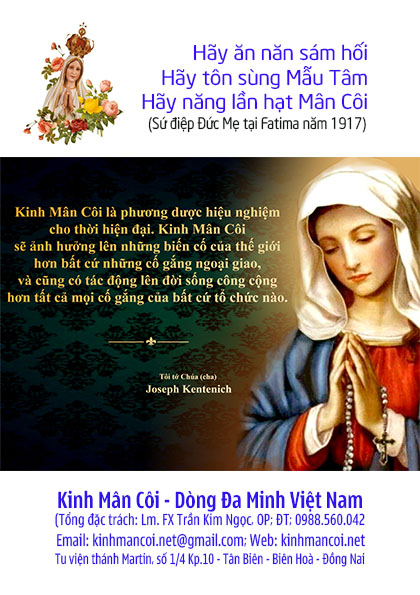 Hãy ăn năn sám hối
Hãy tôn sùng Mẫu Tâm
Hãy năng lần hạt Mân Côi
(Sứ điệp Đức Mẹ tại Fatima năm 1917)
Kinh Mân Côi là phương dược hiệu nghiệm
cho thời hiện đại. Kinh Mân Côi
sẽ ảnh hưởng lên những biến cố của thế giới
hơn bất cứ những cố gắng ngoại giao,
và cũng có tác động lên đời sống công cộng
hơn tất cả mọi cố gắng của bất cứ tổ chức nào.
Tôi tớ Chúa (cha)
Joseph Kentenich
Kinh Mân Côi - Dòng Đa Minh Việt Nam
(Tổng đặc trách: Lm. FX Trần Kim Ngọc, OP; ĐT; 0988.560.042
Email: kinhmancoi.net@gmail.com; Web: kinhmancoi.net
Tu viện thánh Martin, số 1/4 Kp.10 - Tân Biên - Biên Hoà - Đồng Nai